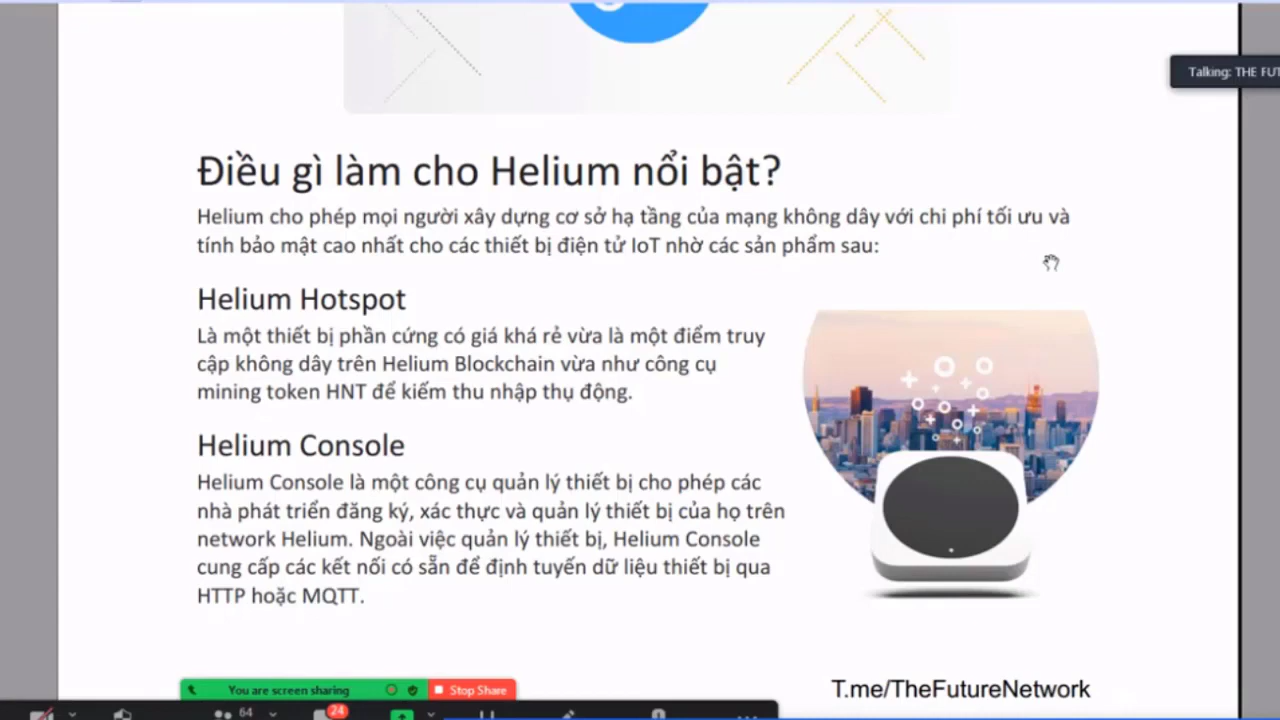 Talking: THE FUT
Điều gì làm cho Helium nổi bật?
Helium cho phép mọi người xây dựng cơ sở hạ tầng của mạng không dây với chi phí tối ưu và
tính bảo mật cao nhất cho các thiết bị điện tử IoT nhờ các sản phẩm sau:
Helium Hotspot
Là một thiết bị phần cứng có giá khá rẻ vừa là một điểm truy
cập không dây trên Helium Blockchain vừa như công cụ
mining token HNT để kiếm thu nhập thụ động.
Helium Console
Helium Console là một công cụ quản lý thiết bị cho phép các
nhà phát triển đăng ký, xác thực và quản lý thiết bị của họ trên
network Helium. Ngoài việc quản lý thiết bị, Helium Console
cung cấp các kết nối có sẵn để định tuyến dữ liệu thiết bị qua
HTTP hoặc MQTT.
You are screen sharing
Stop Share
T.me/TheFutureNetwork
64
24